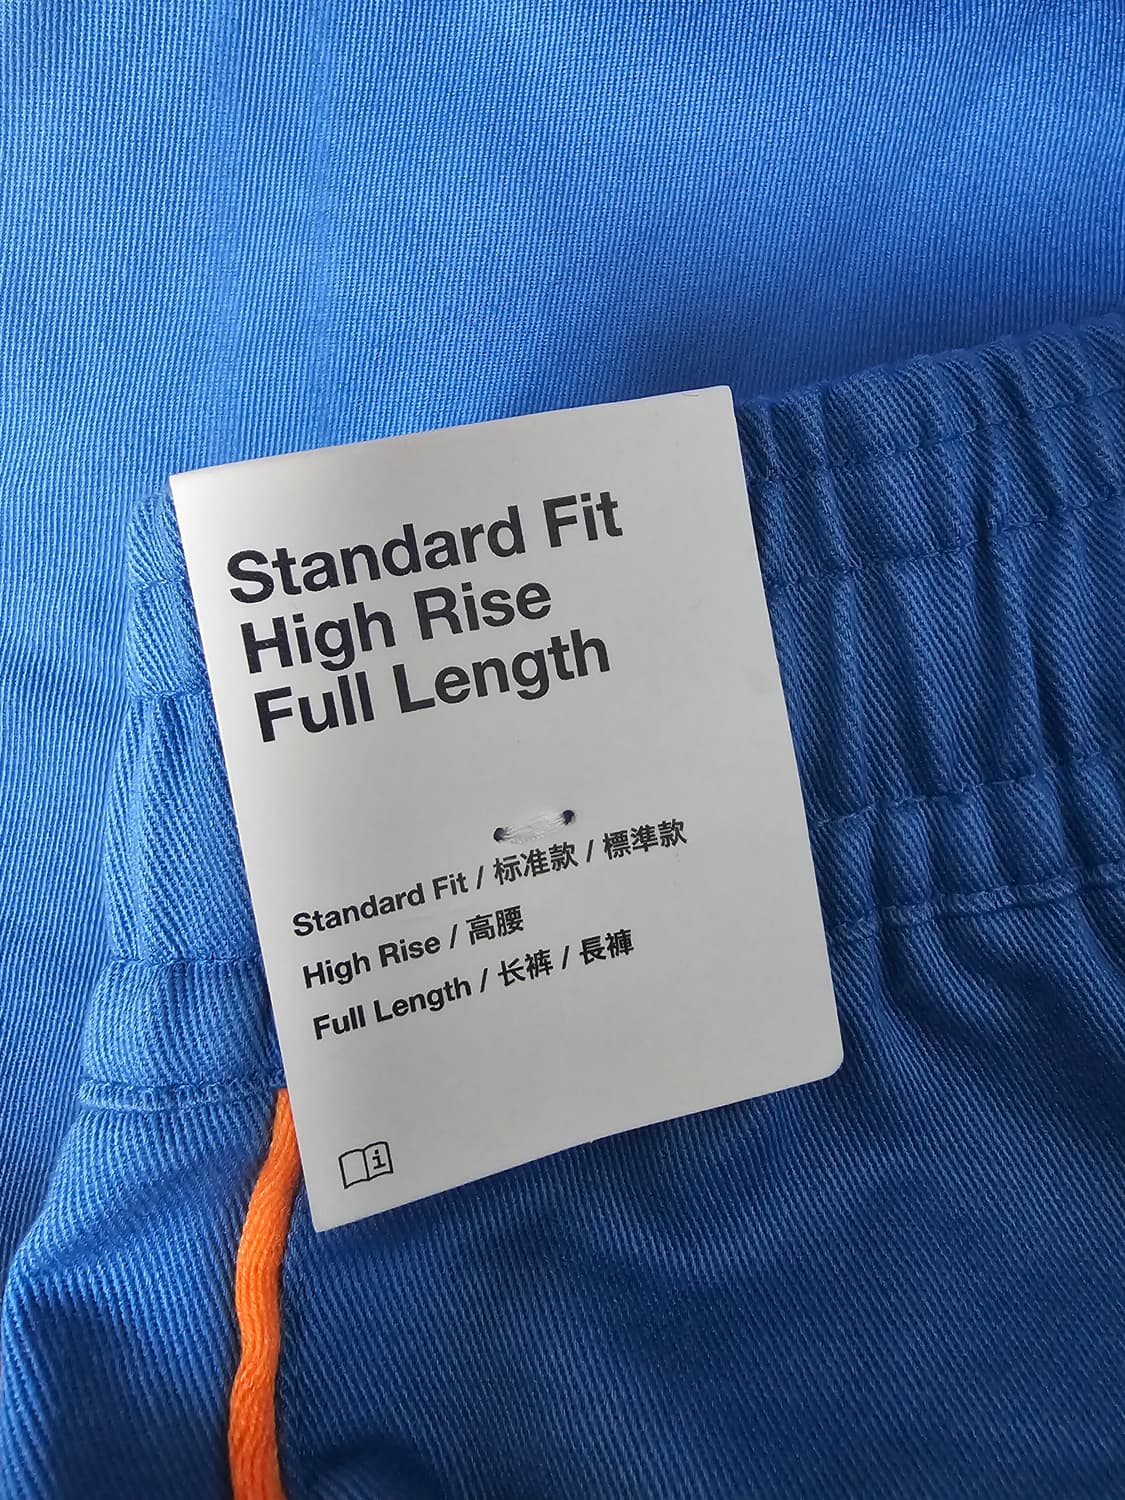 Standard Fit
High Rise
Full Length
Standard Fit / 标准款 / 標準款
High Rise / 高腰
Full Length / 长裤 / 長褲
i